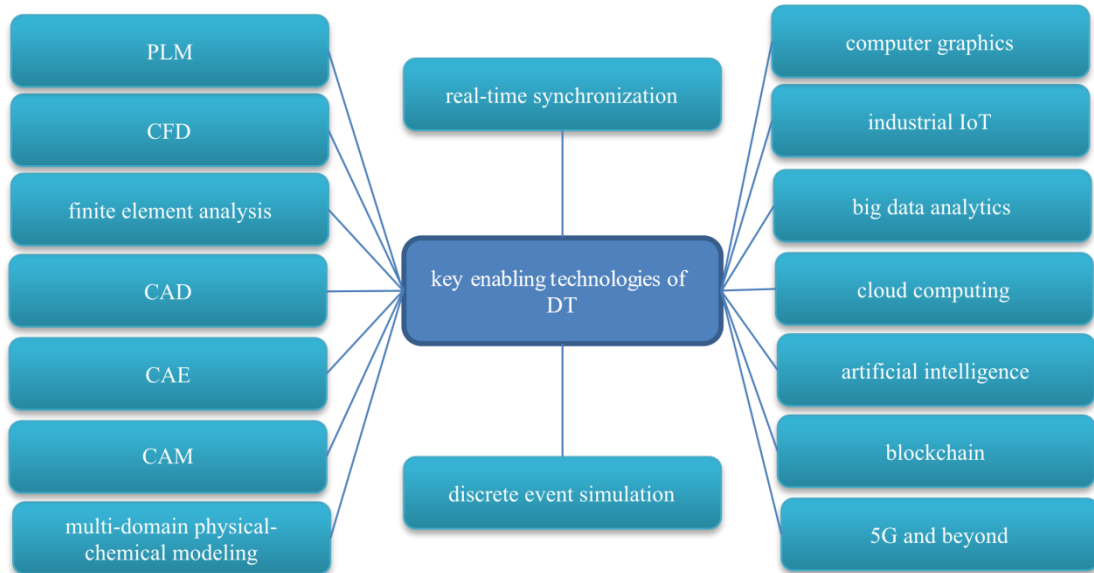 PLM
CFD
finite element analysis
CAD
CAE
CAM
multi-domain physical-
chemical modeling
real-time synchronization
key enabling technologies of
DT
discrete event simulation
computer graphics
industrial IoT
big data analytics
cloud computing
artificial intelligence
blockchain
5G and beyond